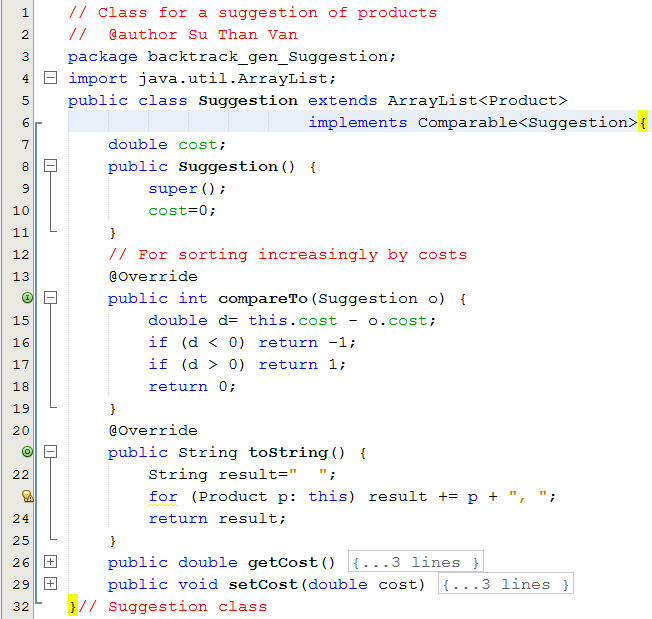 1 // Class for a suggestion of products
2 //  @author Su Than Van
3 package backtrack_gen_Suggestion;
4 import java.util.ArrayList;
5 public class Suggestion extends ArrayList<Product>
6                         implements Comparable<Suggestion>{
7     double cost;
8     public Suggestion() {
9         super();
10         cost=0;
11     }
12     // For sorting increasingly by costs
13     @Override
    public int compareTo(Suggestion o) {
15         double d= this.cost - o.cost;
16         if (d < 0) return -1;
17         if (d > 0) return 1;
18         return 0;
19     }
20     @Override
    public String toString() {
22         String result="  ";
        for (Product p: this) result += p + ", ";
24         return result;
25     }
26     public double getCost() {...3 lines }
29     public void setCost(double cost) {...3 lines }
32 }// Suggestion class